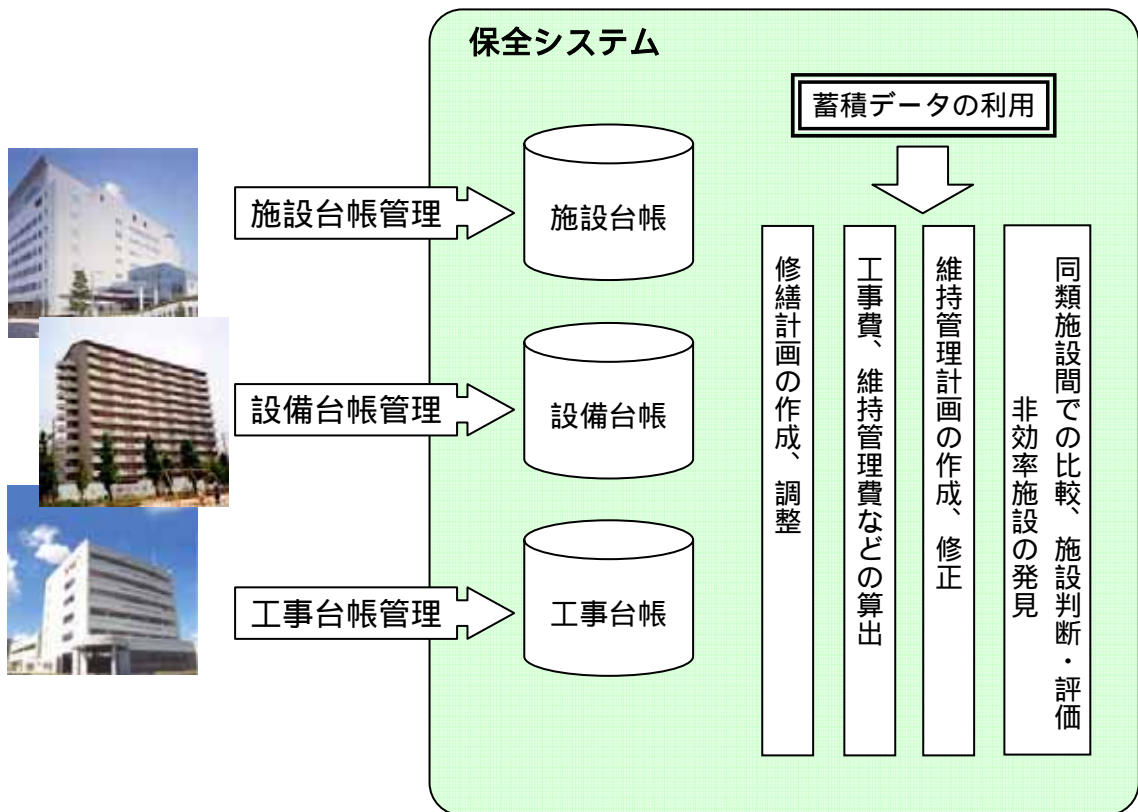 保全システム
蓄積データの利用
施設台帳管理
施設台帳
設備台帳管理
設備台帳
工事台帳管理
工事台帳
修繕計画の作成、調整
工事費、維持管理費などの算出
維持管理計画の作成、修正
同類施設間での比較、施設判断・評価
非効率施設の発見